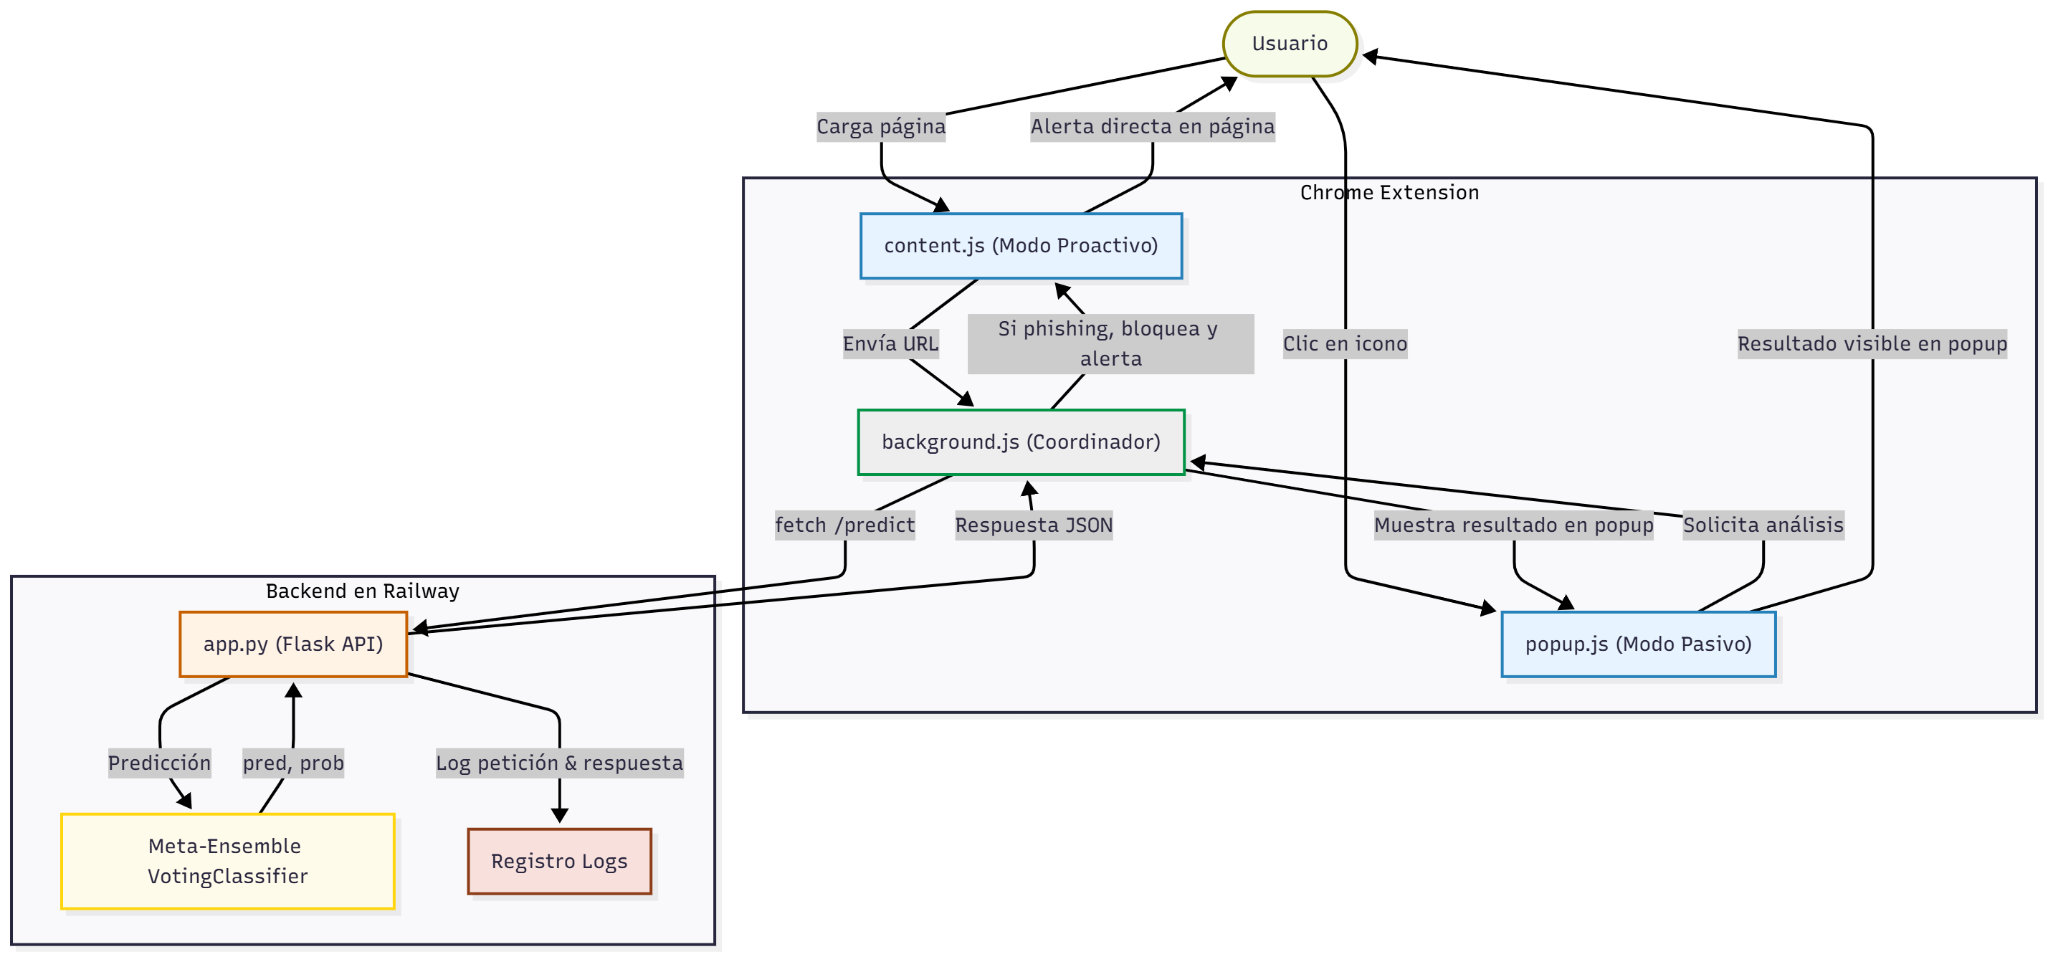 Usuario
Carga página
Alerta directa en página
Chrome Extension
content.js (Modo Proactivo)
Envía URL
Si phishing, bloquea y
alerta
Clic en icono
Resultado visible en popup
background.js (Coordinador)
fetch /predict
Respuesta JSON
Muestra resultado en popup
Solicita análisis
Backend en Railway
app.py (Flask API)
popup.js (Modo Pasivo)
Predicción
pred, prob
Log petición & respuesta
Meta-Ensemble
VotingClassifier
Registro Logs